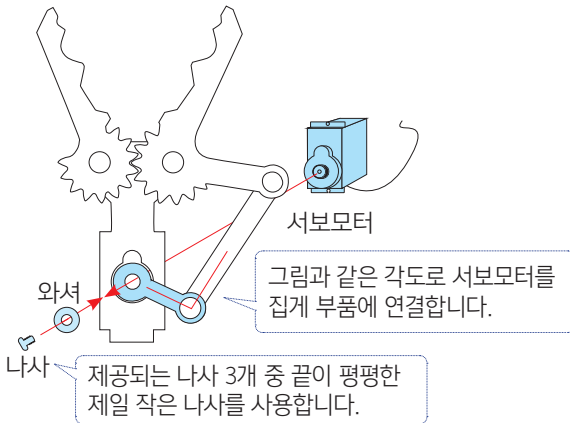 서보모터
그림과 같은 각도로 서보모터를
집게 부품에 연결합니다.
와셔
나사
제공되는 나사 3개 중 끝이 평평한
제일 작은 나사를 사용합니다.